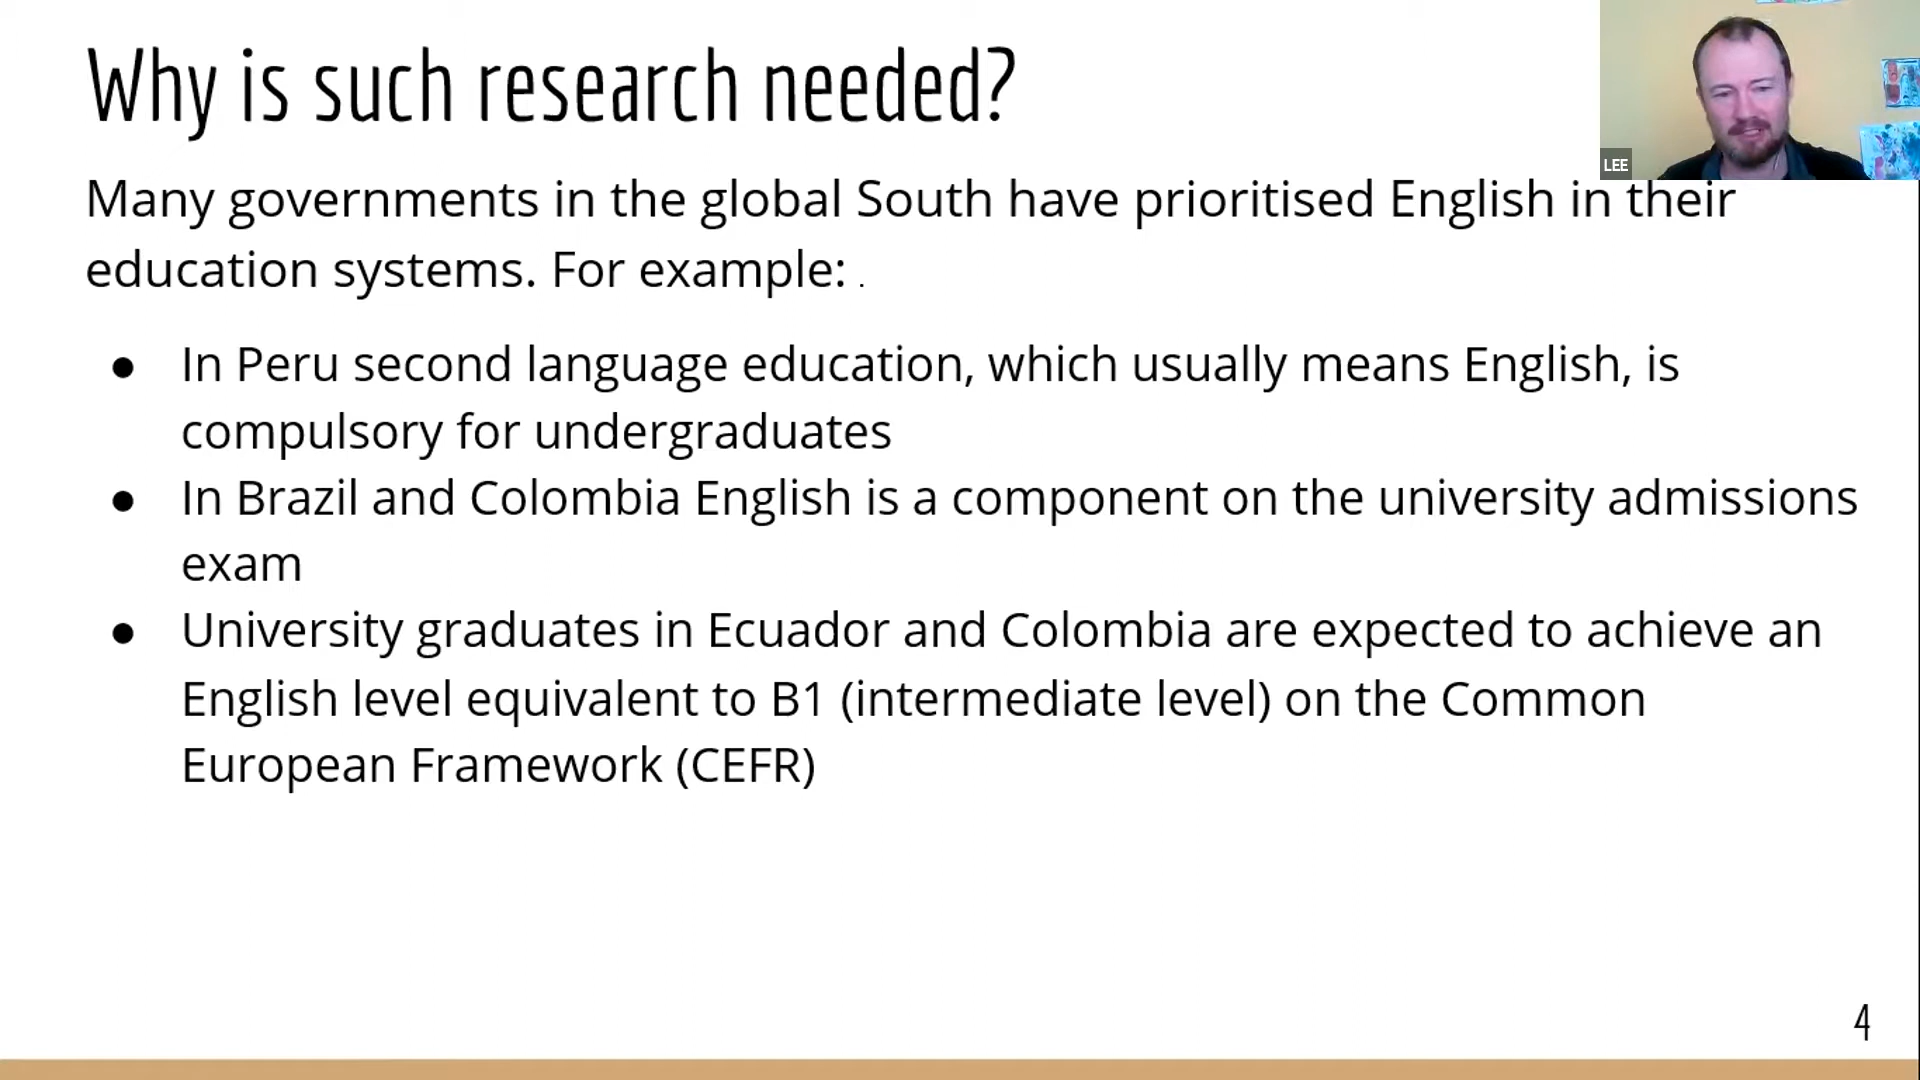 Why is such research needed?
LEE
Many governments in the global South have prioritised English in their
education systems. For example: .
● In Peru second language education, which usually means English, is
compulsory for undergraduates
● In Brazil and Colombia English is a component on the university admissions
exam
● University graduates in Ecuador and Colombia are expected to achieve an
English level equivalent to B1 (intermediate level) on the Common
European Framework (CEFR)
4